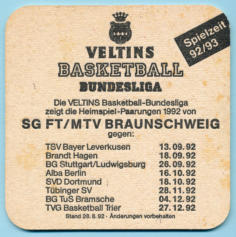 VELTINS
BASKETBALL
BUNDESLIGA
Spielzeit
92/93
Die VELTINS Basketball-Bundesliga
zeigt die Heimspiel-Paarungen 1992 von
SG FT/MTV BRAUNSCHWEIG
gegen:
TSV Bayer Leverkusen 13.09.92
Brandt Hagen 18.09.92
BG Stuttgart/Ludwigsburg 26.09.92
Alba Berlin 16.10.92
SVD Dortmund 18.10.92
Tübinger SV 28.11.92
BG TuS Bramsche 04.12.92
TVG Basketball Trier 27.12.92
Stand 28.8.92 - Änderungen vorbehalten